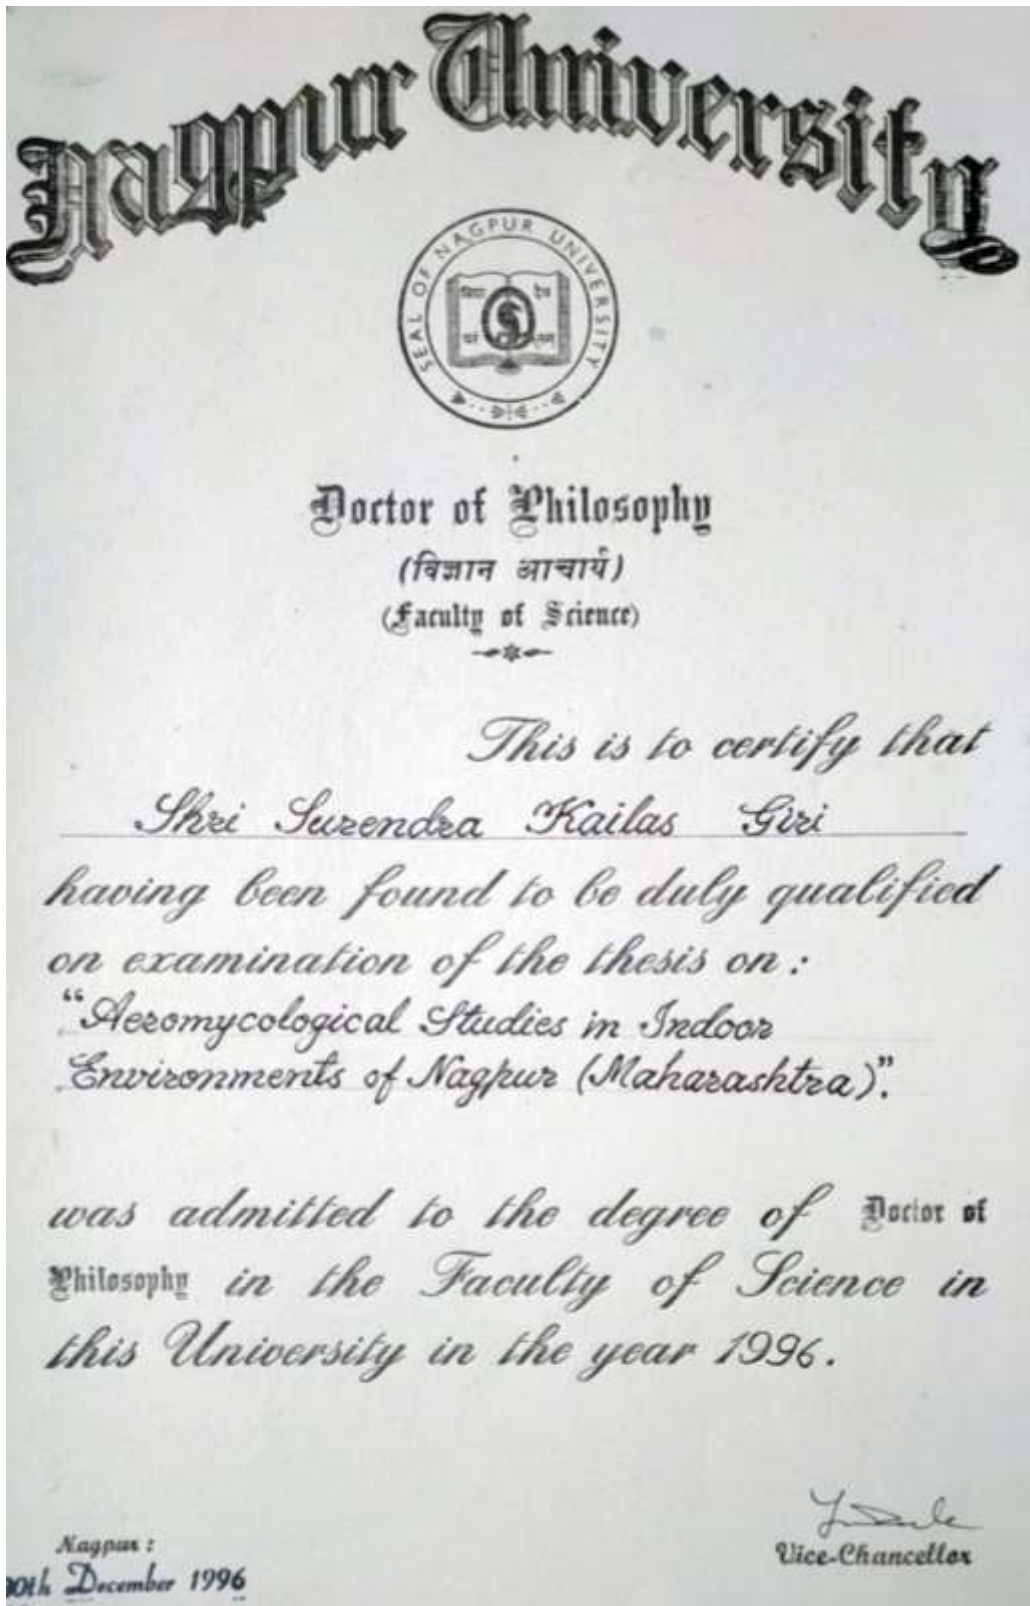 Nagpur University
SEAL OF NAGPUR UNIVERSITY
Doctor of Philosophy
(विज्ञान आचार्य)
(Faculty of Science)
This is to certify that
Shri Surendra Kailas Giri
having been found to be duly qualified
on examination of the thesis on :
“Aeromycological Studies in Indoor
Environments of Nagpur (Maharashtra)”.
was admitted to the degree of Doctor of
Philosophy in the Faculty of Science in
this University in the year 1996.
Nagpur :
December 1996
Vice-Chancellor